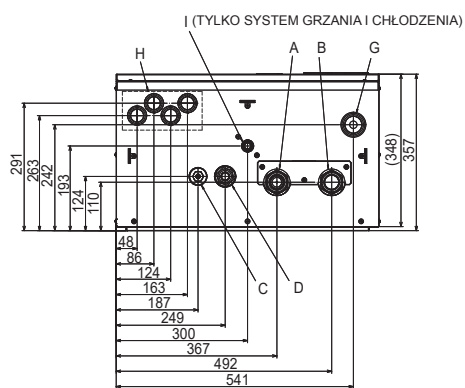 I (TYLKO SYSTEM GRZANIA I CHŁODZENIA)
H
A
B
G
291
263
242
193
124
110
(348)
357
48
86
124
163
187
249
300
367
492
541
C
D